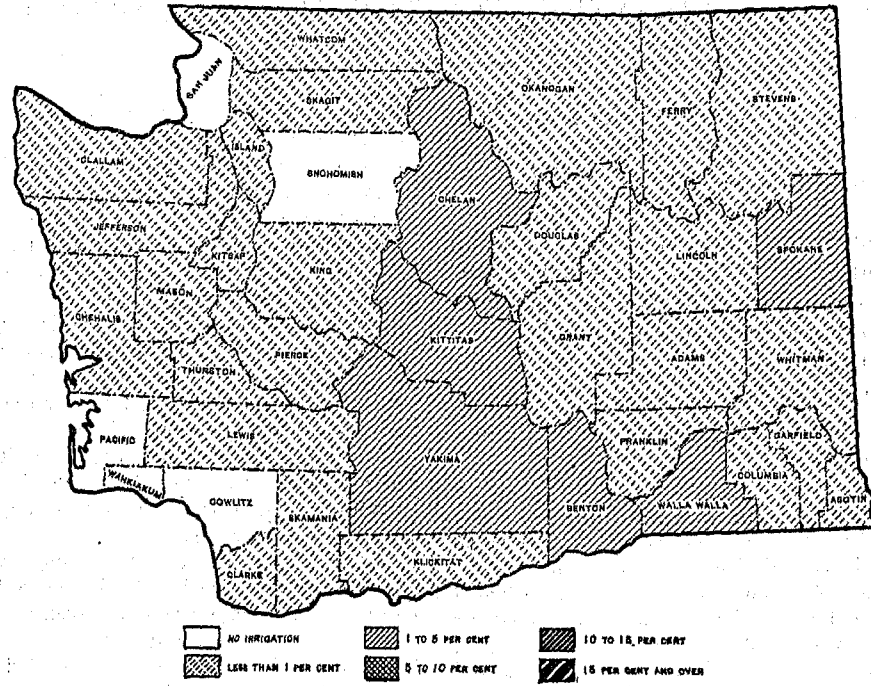 WHATCOM
SAN JUAN
SKAGIT
OKANOGAN
FERRY
STEVENS
CLALLAM
ISLAND
SNOHOMISH
CHELAN
JEFFERSON
KITSAP
DOUGLAS
LINCOLN
SPOKANE
KING
MASON
CHEHALIS
KITTITAS
GRANT
PIERCE
ADAMS
WHITMAN
THURSTON
LEWIS
PACIFIC
YAKIMA
FRANKLIN
GARFIELD
COLUMBIA
WAHKIAKUM
COWLITZ
SKAMANIA
BENTON
WALLA WALLA
ASOTIN
CLARKE
KLICKITAT
NO IRRIGATION
1 TO 5 PER CENT
10 TO 15 PER CENT
LESS THAN 1 PER CENT
5 TO 10 PER CENT
15 PER CENT AND OVER